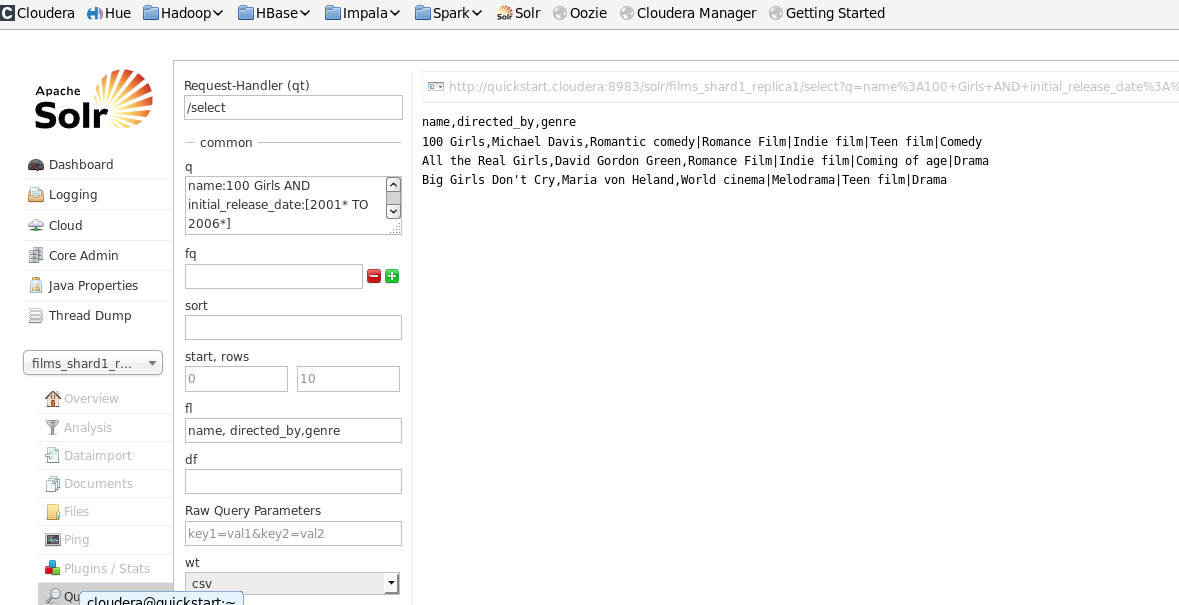 Cloudera Hue Hadoop HBase Impala Spark Solr Oozie Cloudera Manager Getting Started
Apache
Solr
Dashboard
Logging
Cloud
Core Admin
Java Properties
Thread Dump
films_shard1_r...
Overview
Analysis
Dataimport
Documents
Files
Ping
Plugins / Stats
Qu
cloudera@quickstart:~
Request-Handler (qt)
/select
common
q
name:100 Girls AND
initial_release_date:[2001* TO
2006*]
fq
sort
start, rows
0 10
fl
name, directed_by,genre
df
Raw Query Parameters
key1=val1&key2=val2
wt
csv
http://quickstart.cloudera:8983/solr/films_shard1_replica1/select?q=name%3A100+Girls+AND+initial_release_date%3A%
name,directed_by,genre
100 Girls,Michael Davis,Romantic comedy|Romance Film|Indie film|Teen film|Comedy
All the Real Girls,David Gordon Green,Romance Film|Indie film|Coming of age|Drama
Big Girls Don't Cry,Maria von Heland,World cinema|Melodrama|Teen film|Drama